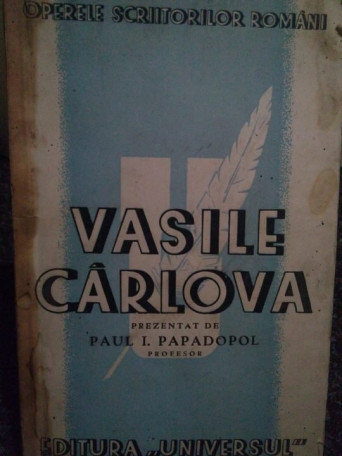 OPERELE SCRIITORILOR ROMÂNI
VASILE
CÂRLOVA
PREZENTAT DE
PAUL I. PAPADOPOL
PROFESOR
EDITURA „UNIVERSUL”